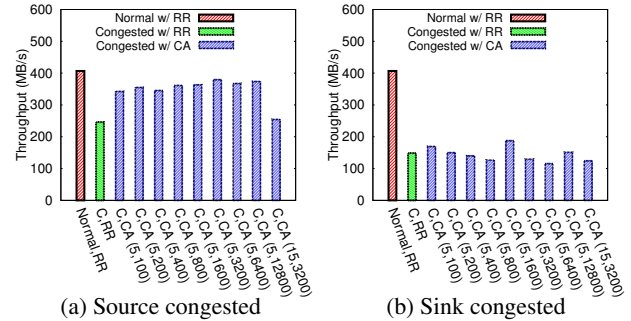 Throughput (MB/s)
600
500
400
300
200
100
0
Normal w/ RR
Congested w/ RR
Congested w/ CA
Normal,RR
C,RR
C,CA (5,100)
C,CA (5,200)
C,CA (5,400)
C,CA (5,800)
C,CA (5,1600)
C,CA (5,3200)
C,CA (5,6400)
C,CA (5,12800)
C,CA (15,3200)
(a) Source congested
Throughput (MB/s)
600
500
400
300
200
100
0
Normal w/ RR
Congested w/ RR
Congested w/ CA
Normal,RR
C,RR
C,CA (5,100)
C,CA (5,200)
C,CA (5,400)
C,CA (5,800)
C,CA (5,1600)
C,CA (5,3200)
C,CA (5,6400)
C,CA (5,12800)
C,CA (15,3200)
(b) Sink congested